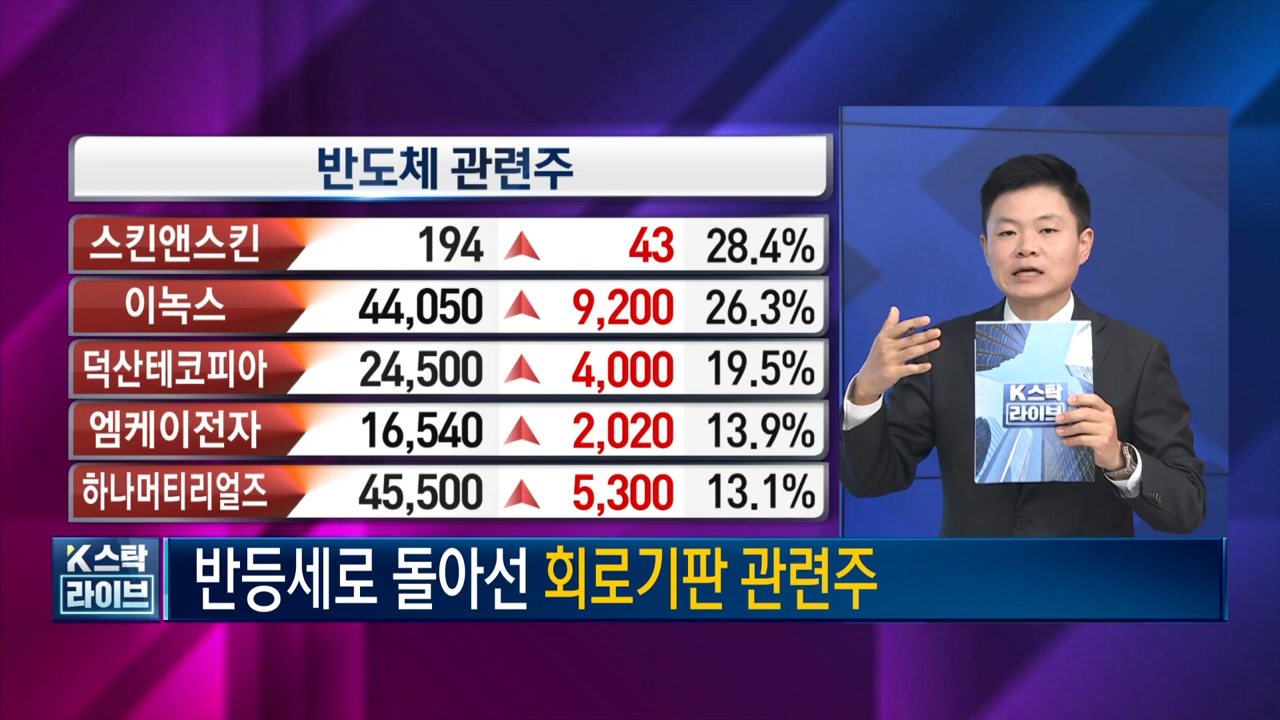 반도체 관련주
스킨앤스킨 194 ▲ 43 28.4%
이녹스 44,050 ▲ 9,200 26.3%
덕산테코피아 24,500 ▲ 4,000 19.5%
엠케이전자 16,540 ▲ 2,020 13.9%
하나머티리얼즈 45,500 ▲ 5,300 13.1%
K스탁
라이브
K스탁
라이브
반등세로 돌아선 회로기판 관련주